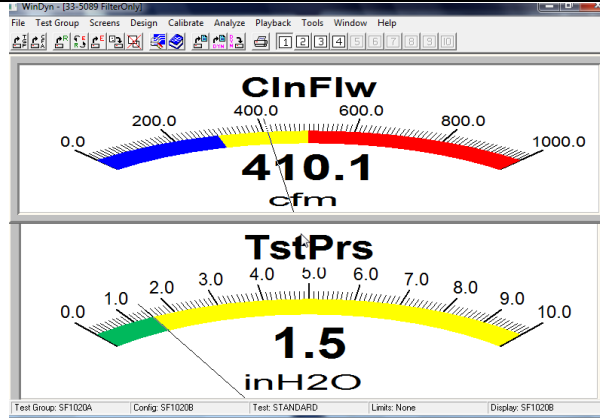 WinDyn - [33-5089 FilterOnly]
File Test Group Screens Design Calibrate Analyze Playback Tools Window Help
1 2 3 4 5 6 7 8 9 10
ClnFlw
0.0 200.0 400.0 600.0 800.0 1000.0
410.1
cfm
TstPrs
0.0 1.0 2.0 3.0 4.0 5.0 6.0 7.0 8.0 9.0 10.0
1.5
inH2O
Test Group: SF1020A Config: SF1020B Test: STANDARD Limits: None Display: SF1020B